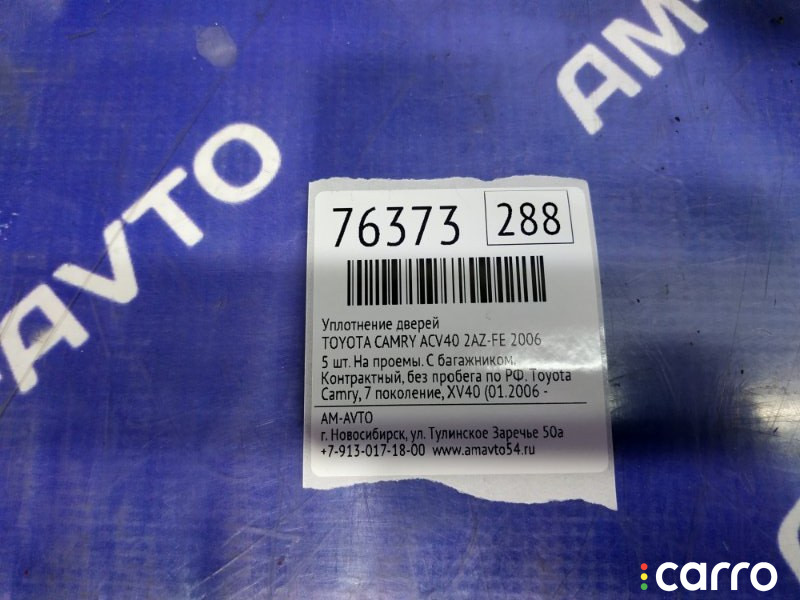 AM-AVTO
AM-
76373 288
Уплотнение дверей
TOYOTA CAMRY ACV40 2AZ-FE 2006
5 шт. На проемы. С багажником.
Контрактный, без пробега по РФ. Toyota
Camry, 7 поколение, XV40 (01.2006 -
AM-AVTO
г. Новосибирск, ул. Тулинское Заречье 50а
+7-913-017-18-00 www.amavto54.ru
carro